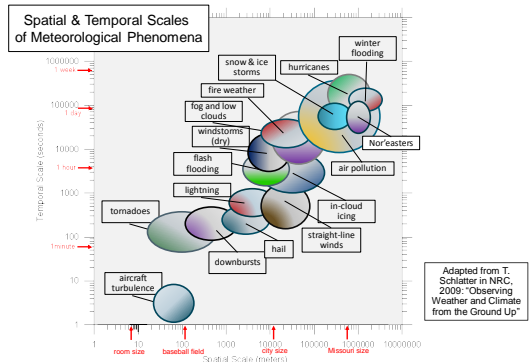 Spatial & Temporal Scales
of Meteorological Phenomena
winter
flooding
snow & ice
storms
hurricanes
fire weather
fog and low
clouds
windstorms
(dry)
Nor'easters
flash
flooding
air pollution
lightning
in-cloud
icing
tornadoes
straight-line
winds
hail
downbursts
aircraft
turbulence
Temporal Scale (seconds)
10000000
1000000
1 week
100000
1 day
10000
1 hour
1000
100
1minute
10
1
1
10
100
1000
10000
100000
1000000
10000000
room size
baseball field
city size
Missouri size
Spatial Scale (meters)
Adapted from T.
Schlatter in NRC,
2009: "Observing
Weather and Climate
from the Ground Up"